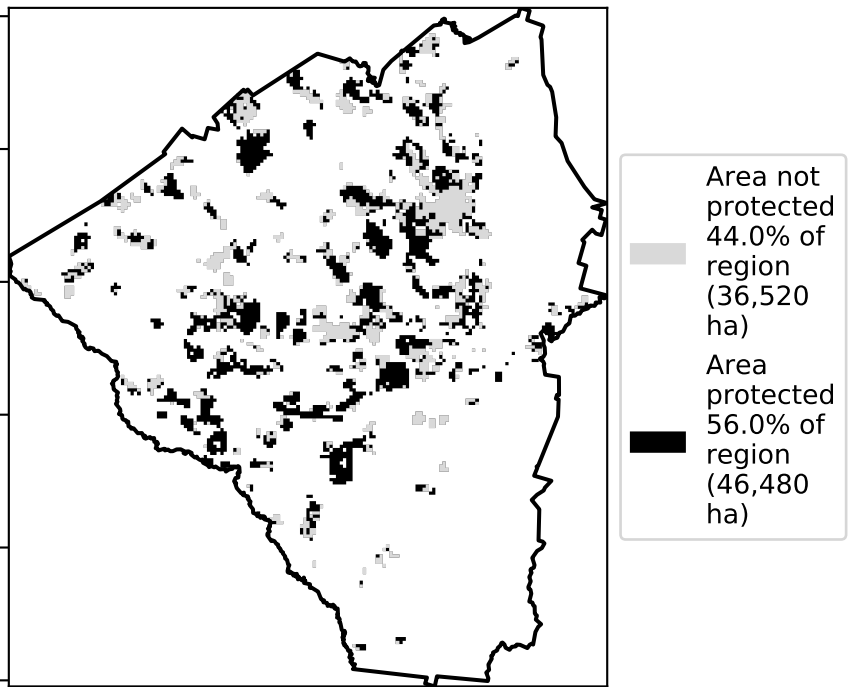 Area not
protected
44.0% of
region
(36,520
ha)
Area
protected
56.0% of
region
(46,480
ha)